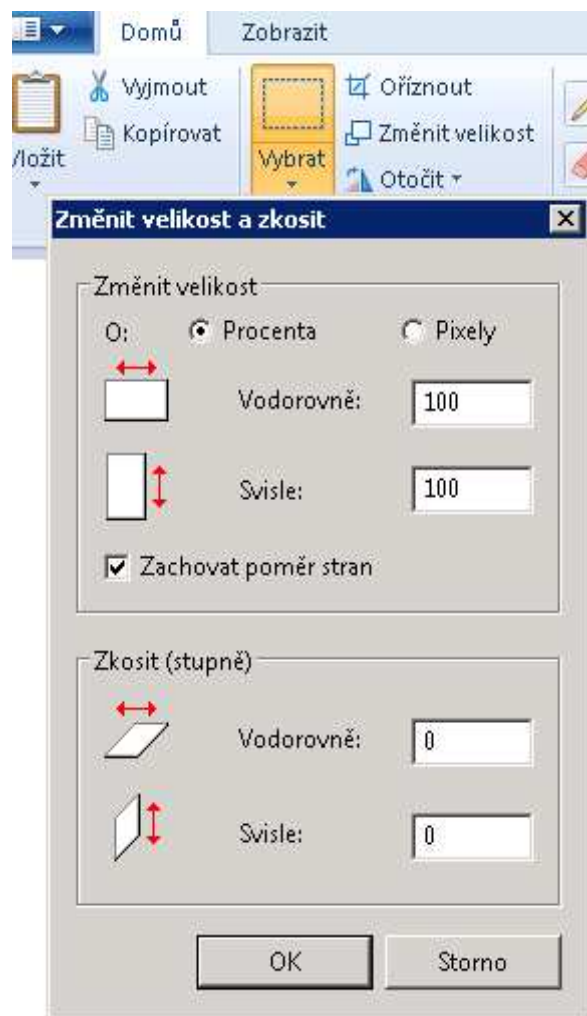 Domů Zobrazit
Vyjmout Oříznout
Kopírovat Změnit velikost
Vložit Vybrat Otočit
Změnit velikost a zkosit
Změnit velikost
O: Procenta Pixely
Vodorovně: 100
Svisle: 100
Zachovat poměr stran
Zkosit (stupně)
Vodorovně: 0
Svisle: 0
OK Storno